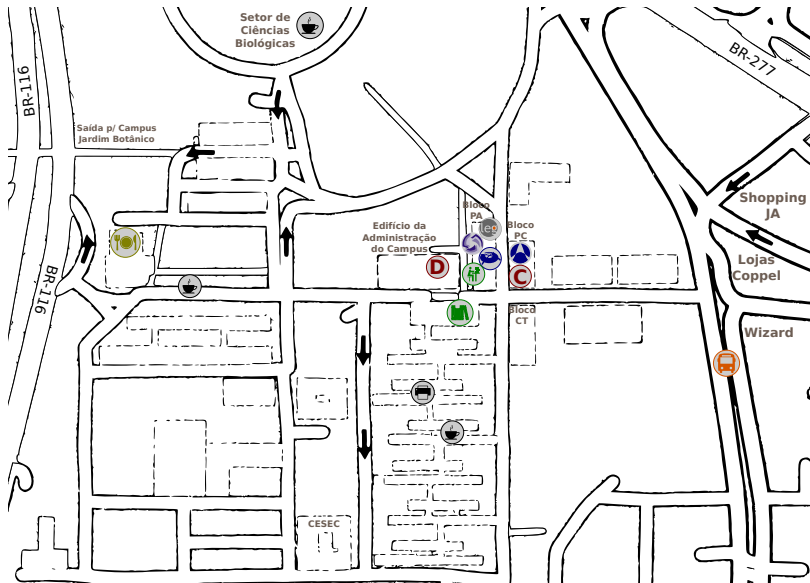 Setor de
Ciências
Biológicas
BR-116
BR-277
Saída p/ Campus
Jardim Botânico
Shopping
JA
Bloco
PA
leg
Edifício da
Administração
do Campus
Bloco
PC
D
C
Lojas
Coppel
BR-116
Bloco
CT
Wizard
CESEC